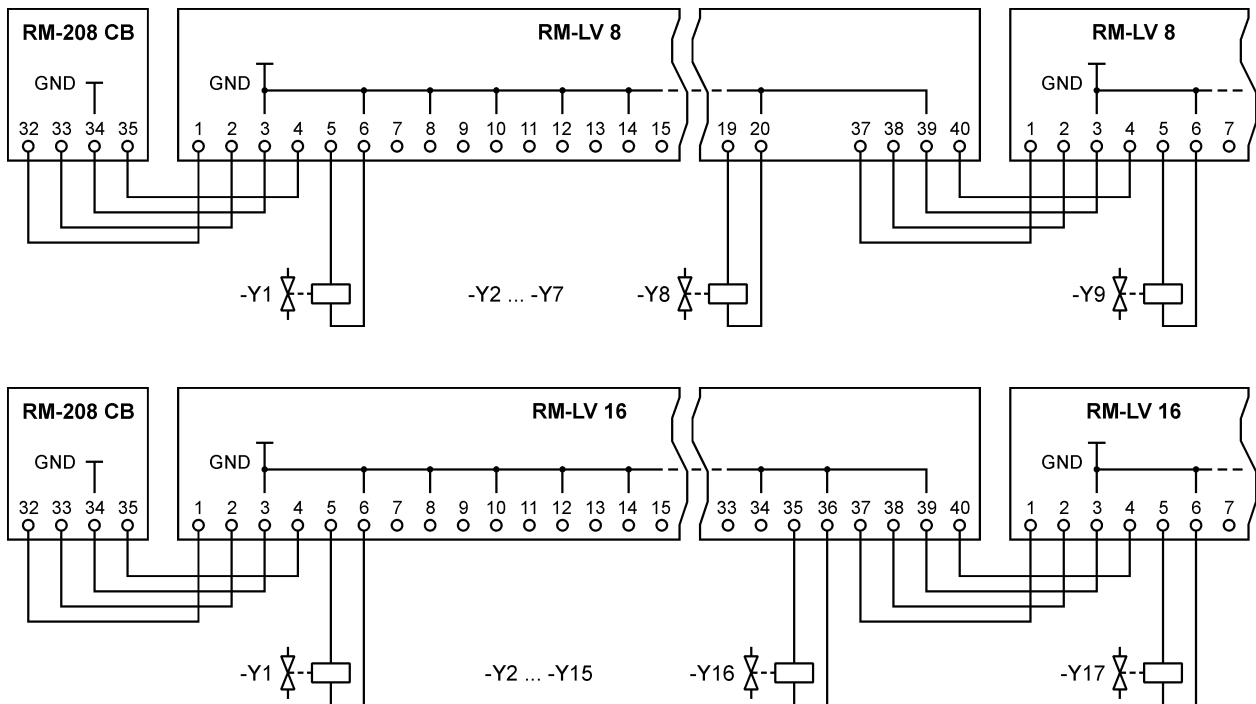 RM-208 CB RM-LV 8 RM-LV 8
GND GND GND
32 33 34 35 1 2 3 4 5 6 7 8 9 10 11 12 13 14 15 19 20 37 38 39 40 1 2 3 4 5 6 7
-Y1 -Y2 ... -Y7 -Y8 -Y9
RM-208 CB RM-LV 16 RM-LV 16
GND GND GND
32 33 34 35 1 2 3 4 5 6 7 8 9 10 11 12 13 14 15 33 34 35 36 37 38 39 40 1 2 3 4 5 6 7
-Y1 -Y2 ... -Y15 -Y16 -Y17